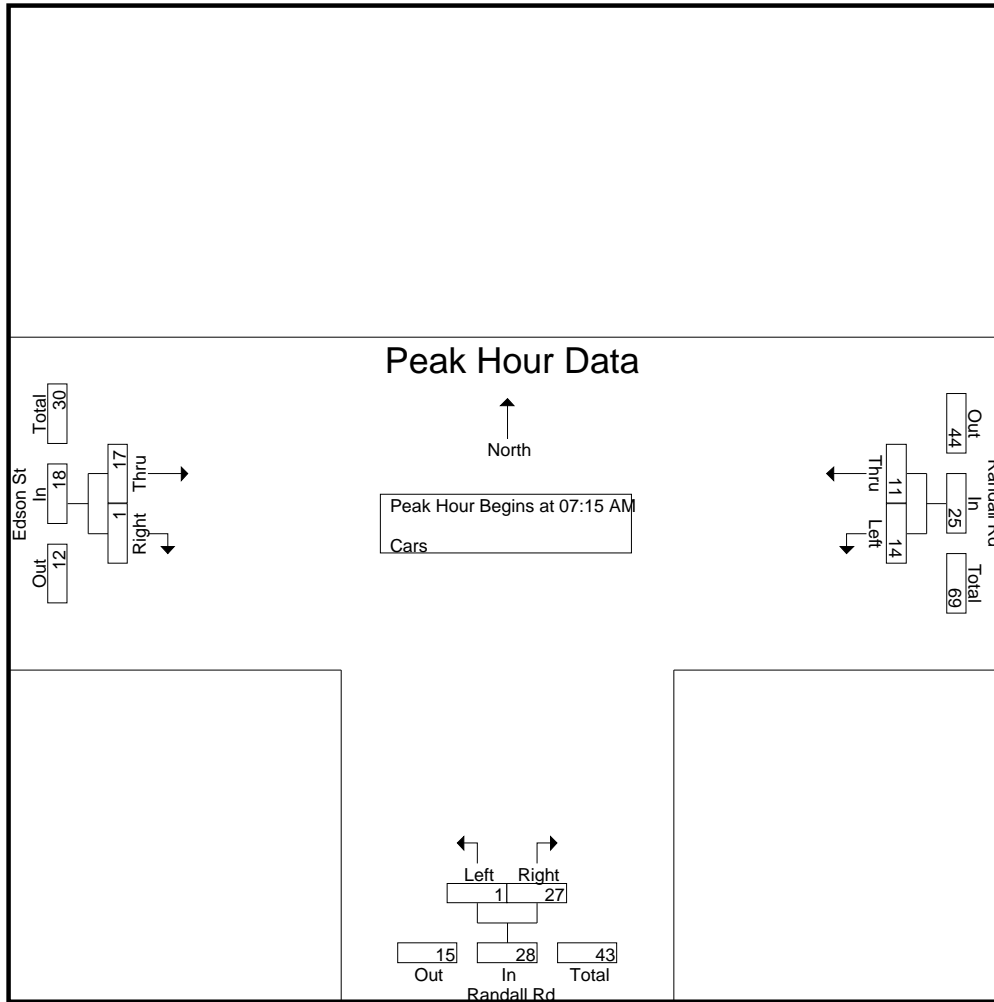 Peak Hour Data
North
Peak Hour Begins at 07:15 AM
Cars
Edson St
Total
30
In
18
Out
12
17
Thru
1
Right
Thru
11
Left
14
Out
44
In
25
Total
69
Randall Rd
Left
Right
1
27
15
28
43
Out
In
Total
Randall Rd